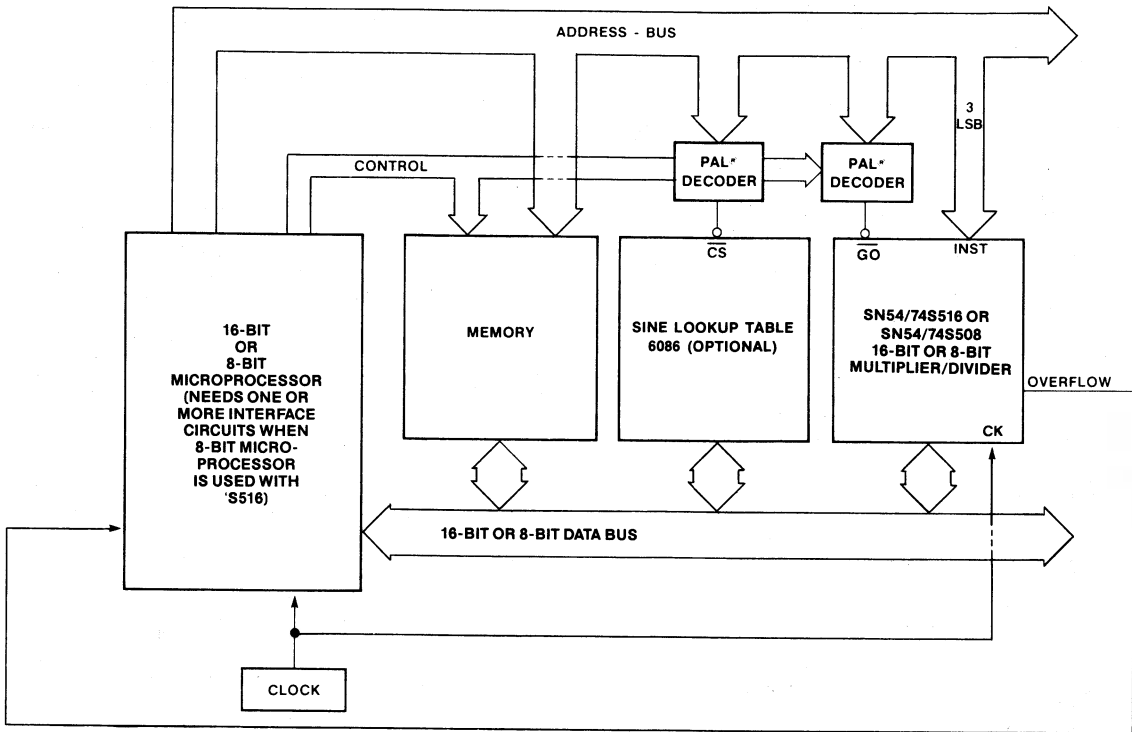 ADDRESS - BUS
3
LSB
CONTROL
PAL*
DECODER
PAL*
DECODER
CS
GO
INST
16-BIT
OR
8-BIT
MICROPROCESSOR
(NEEDS ONE OR
MORE INTERFACE
CIRCUITS WHEN
8-BIT MICRO-
PROCESSOR
IS USED WITH
'S516)
MEMORY
SINE LOOKUP TABLE
6086 (OPTIONAL)
SN54/74S516 OR
SN54/74S508
16-BIT OR 8-BIT
MULTIPLIER/DIVIDER
OVERFLOW
CK
16-BIT OR 8-BIT DATA BUS
CLOCK